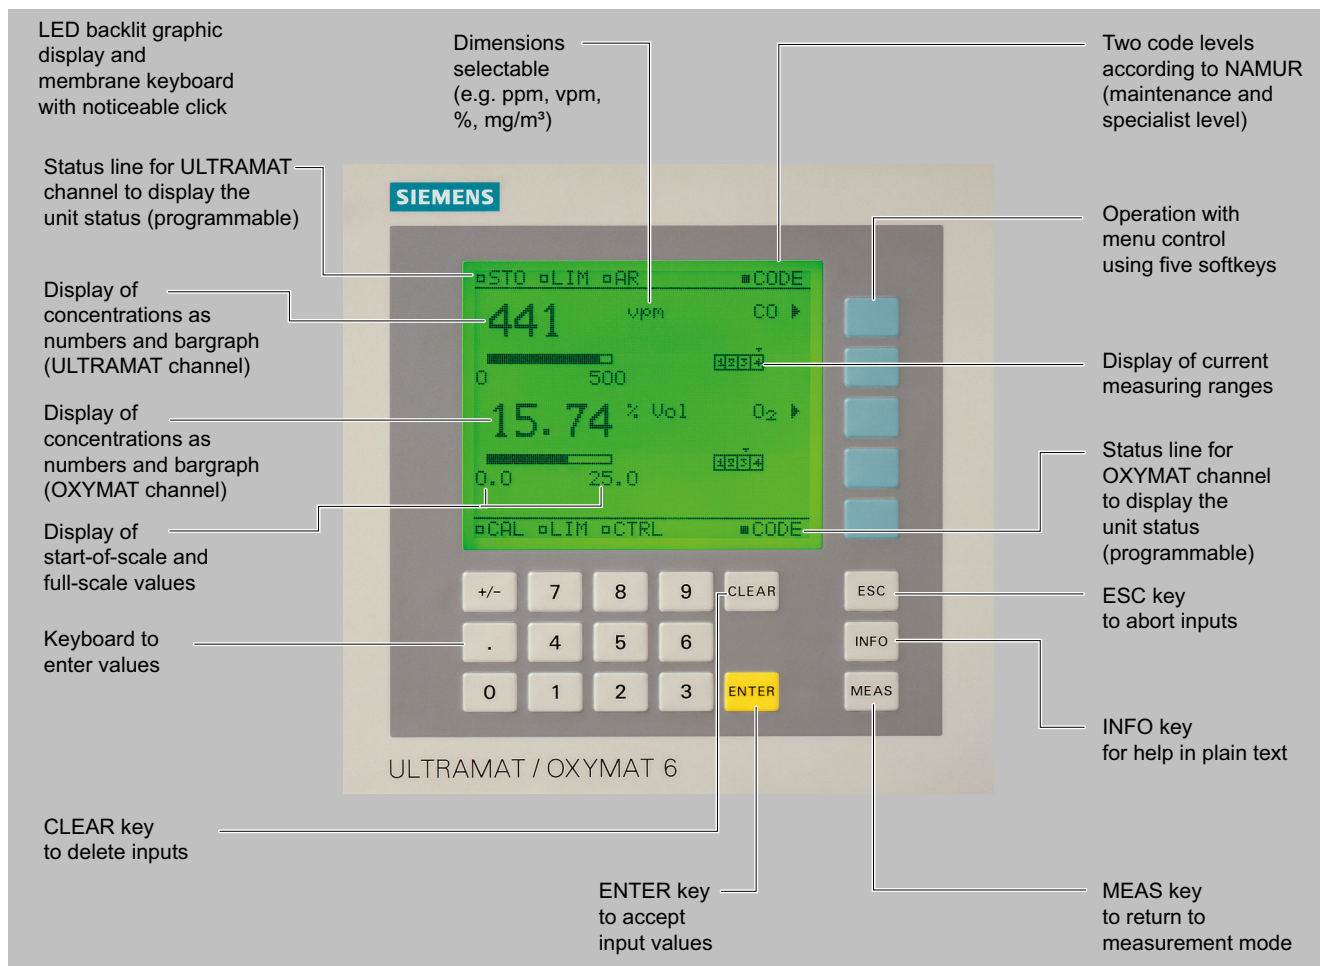 LED backlit graphic
display and
membrane keyboard
with noticeable click
Dimensions
selectable
(e.g. ppm, vpm,
%, mg/m³)
Two code levels
according to NAMUR
(maintenance and
specialist level)
Status line for ULTRAMAT
channel to display the
unit status (programmable)
Display of
concentrations as
numbers and bargraph
(ULTRAMAT channel)
Display of
concentrations as
numbers and bargraph
(OXYMAT channel)
Display of
start-of-scale and
full-scale values
Keyboard to
enter values
CLEAR key
to delete inputs
SIEMENS
STO LIM AR CODE
441 vpm CO
1 2 3 4
0 500
15.74 % Vol O₂
1 2 3 4
0.0 25.0
CAL LIM CTRL CODE
+/- 7 8 9 CLEAR ESC
. 4 5 6 INFO
0 1 2 3 ENTER MEAS
ULTRAMAT / OXYMAT 6
Operation with
menu control
using five softkeys
Display of current
measuring ranges
Status line for
OXYMAT channel
to display the
unit status
(programmable)
ESC key
to abort inputs
INFO key
for help in plain text
ENTER key
to accept
input values
MEAS key
to return to
measurement mode